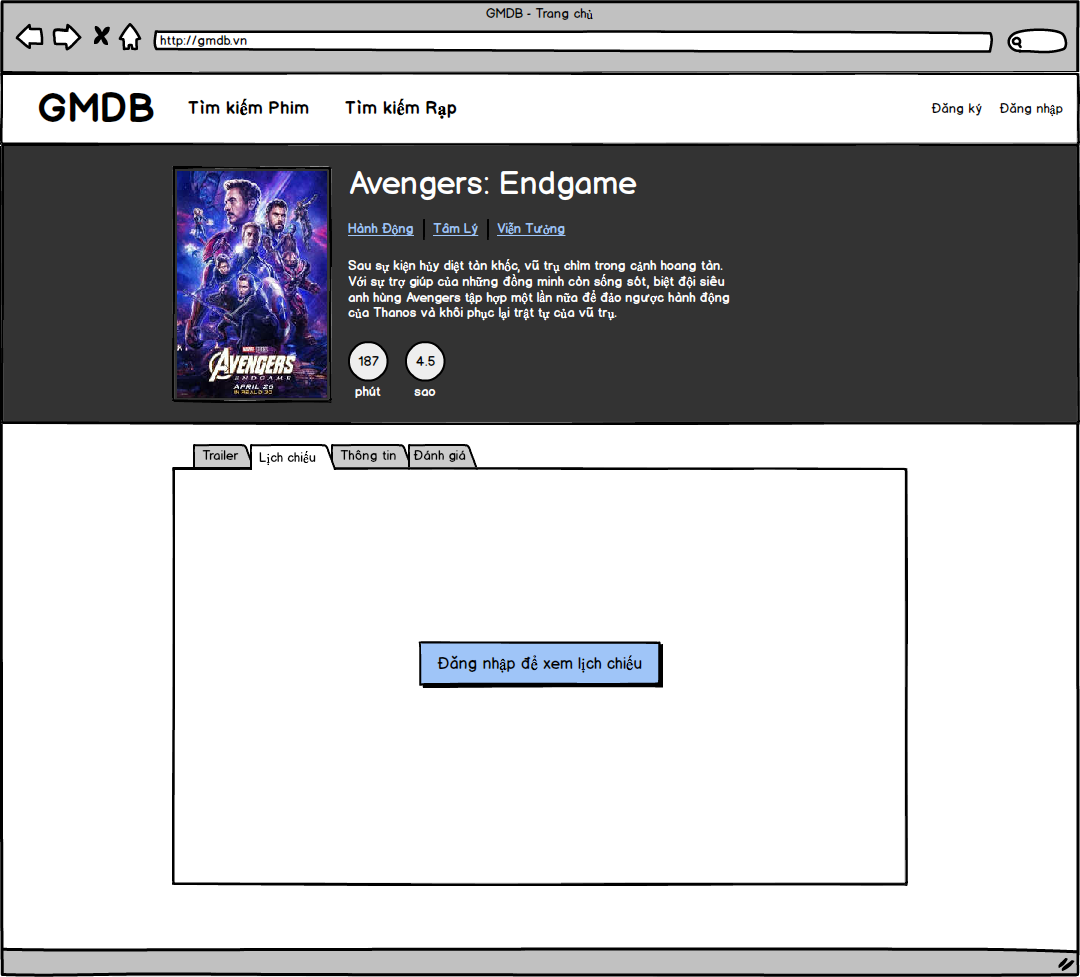 GMDB - Trang chủ
http://gmdb.vn
GMDB Tìm kiếm Phim Tìm kiếm Rạp Đăng ký Đăng nhập
Avengers: Endgame
Hành Động Tâm Lý Viễn Tưởng
Sau sự kiện hủy diệt tàn khốc, vũ trụ chìm trong cảnh hoang tàn.
Với sự trợ giúp của những đồng minh còn sống sót, biệt đội siêu
anh hùng Avengers tập hợp một lần nữa để đảo ngược hành động
của Thanos và khôi phục lại trật tự của vũ trụ.
187 4.5
phút sao
MARVEL STUDIOS
AVENGERS
ENDGAME
APRIL 26
Trailer Lịch chiếu Thông tin Đánh giá
Đăng nhập để xem lịch chiếu